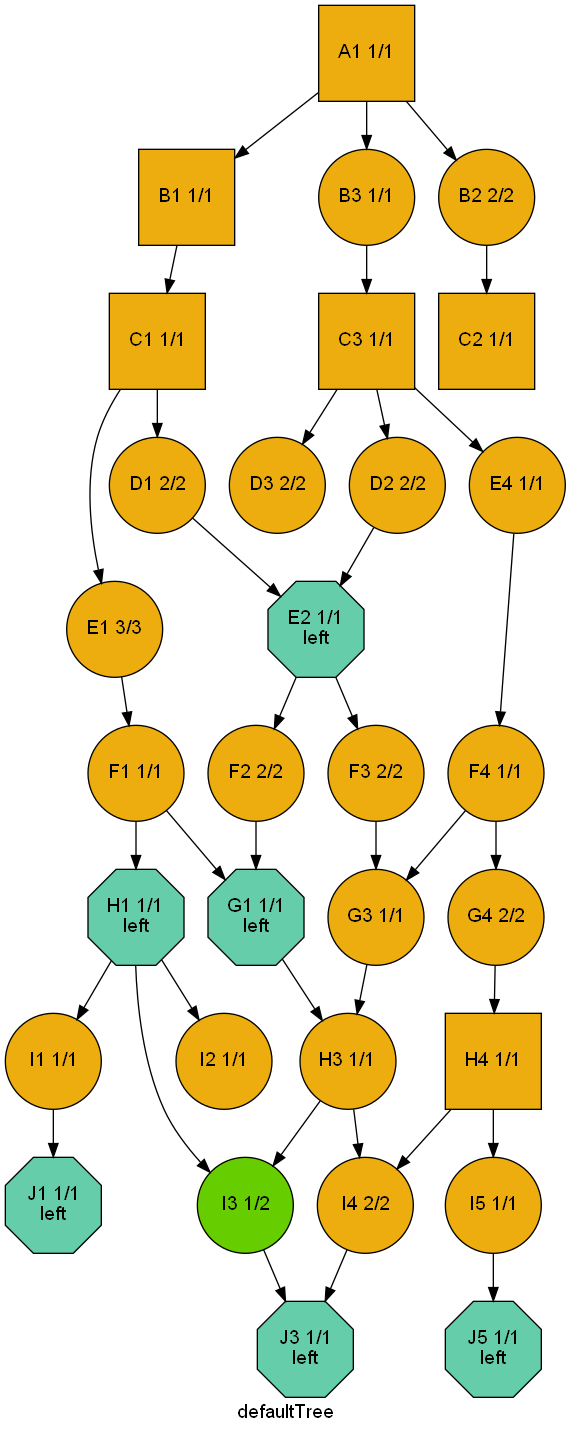 A1 1/1
B1 1/1
B3 1/1
B2 2/2
C1 1/1
C3 1/1
C2 1/1
D1 2/2
D3 2/2
D2 2/2
E4 1/1
E1 3/3
E2 1/1
left
F1 1/1
F2 2/2
F3 2/2
F4 1/1
H1 1/1
left
G1 1/1
left
G3 1/1
G4 2/2
I1 1/1
I2 1/1
H3 1/1
H4 1/1
J1 1/1
left
I3 1/2
I4 2/2
I5 1/1
J3 1/1
left
J5 1/1
left
defaultTree